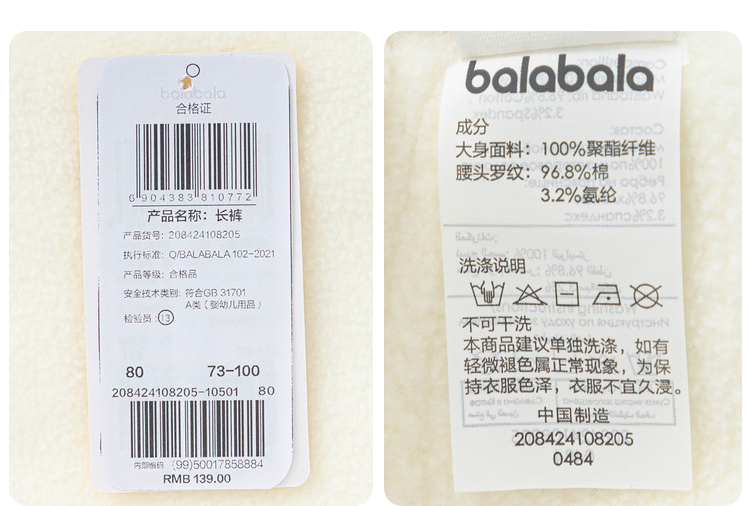 balabala
合格证
6 904383 810772
产品名称：长裤
产品货号：208424108205
执行标准：Q/BALABALA 102-2021
产品等级：合格品
安全技术类别：符合GB 31701
A类（婴幼儿用品）
检验员：13
80 73-100
208424108205-10501 80
内部编码 (99)50017858884
RMB 139.00
balabala
成分
大身面料：100%聚酯纤维
腰头罗纹：96.8%棉
3.2%氨纶
洗涤说明
不可干洗
本商品建议单独洗涤，如有
轻微褪色属正常现象，为保
持衣服色泽，衣服不宜久浸。
中国制造
208424108205
0484